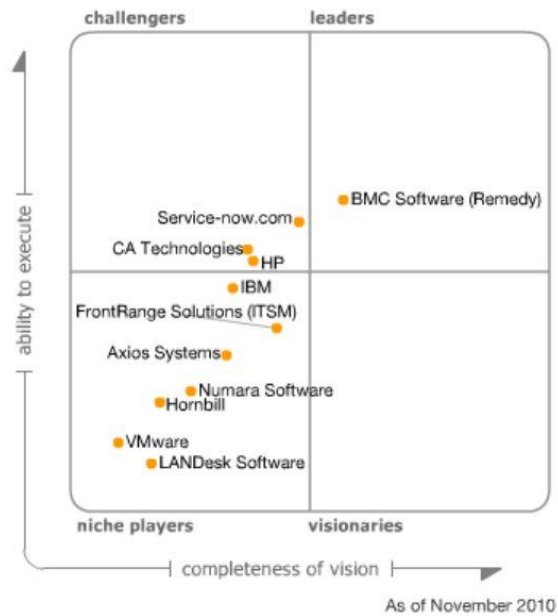 challengers
leaders
BMC Software (Remedy)
Service-now.com
CA Technologies
HP
IBM
FrontRange Solutions (ITSM)
Axios Systems
Numara Software
Hornbill
VMware
LANDesk Software
niche players
visionaries
ability to execute
completeness of vision
As of November 2010